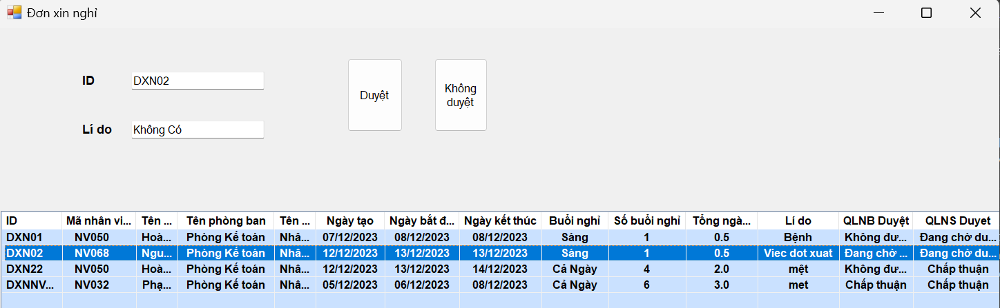 Đơn xin nghỉ
ID DXN02
Duyệt Không duyệt
Lí do Không Có
ID Mã nhân vi... Tên ... Tên phòng ban Tên ... Ngày tạo Ngày bắt đ... Ngày kết thúc Buổi nghỉ Số buổi nghỉ Tổng ngà... Lí do QLNB Duyệt QLNS Duyet
DXN01 NV050 Hoà... Phòng Kế toán Nhâ... 07/12/2023 08/12/2023 08/12/2023 Sáng 1 0.5 Bệnh Không đư... Đang chờ du...
DXN02 NV068 Ngu... Phòng Kế toán Nhâ... 12/12/2023 13/12/2023 13/12/2023 Sáng 1 0.5 Viec dot xuat Đang chờ ... Đang chờ du...
DXN22 NV050 Hoà... Phòng Kế toán Nhâ... 12/12/2023 13/12/2023 14/12/2023 Cả Ngày 4 2.0 mệt Không đư... Chấp thuận
DXNNV... NV032 Phạ... Phòng Kế toán Nhâ... 05/12/2023 06/12/2023 08/12/2023 Cả Ngày 6 3.0 met Chấp thuận Chấp thuận